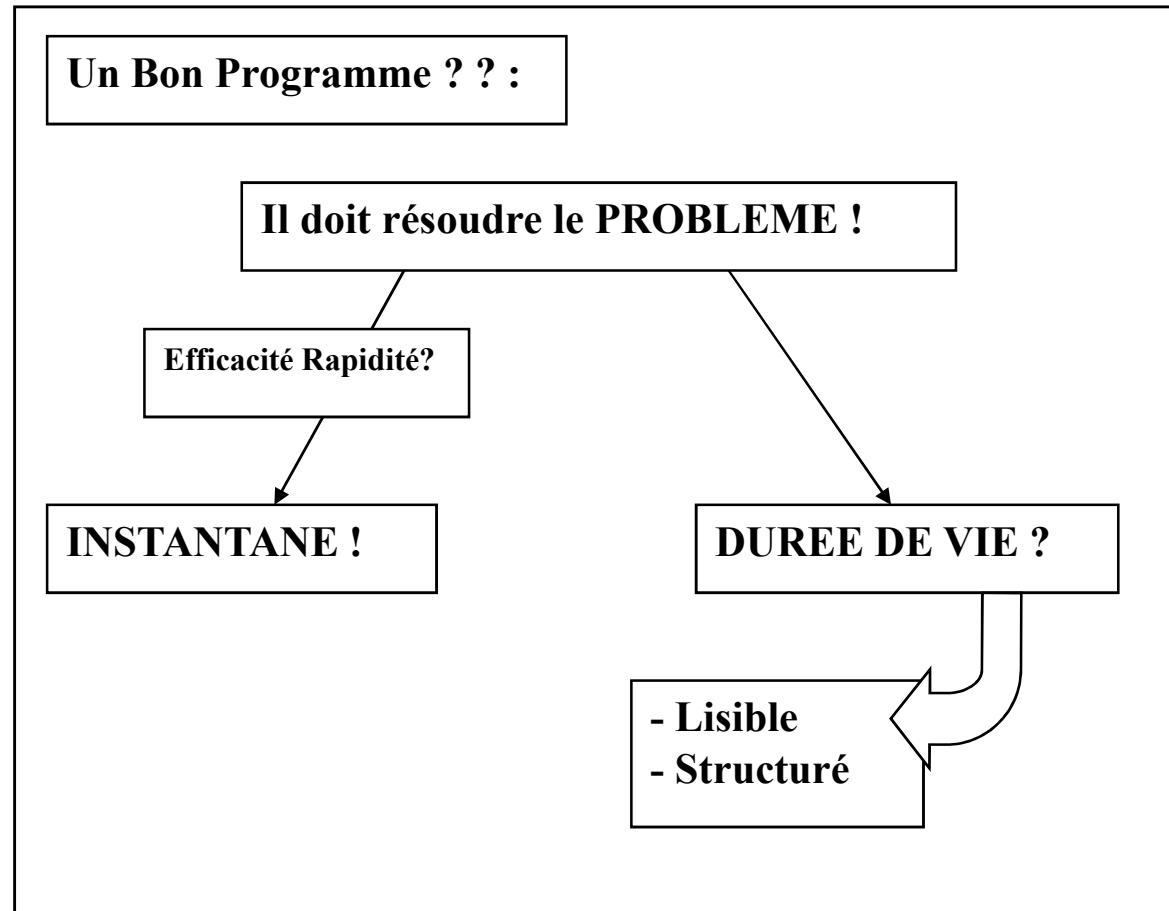 Un Bon Programme ? ? :
Il doit résoudre le PROBLEME !
Efficacité Rapidité?
INSTANTANE !
DUREE DE VIE ?
- Lisible
- Structuré